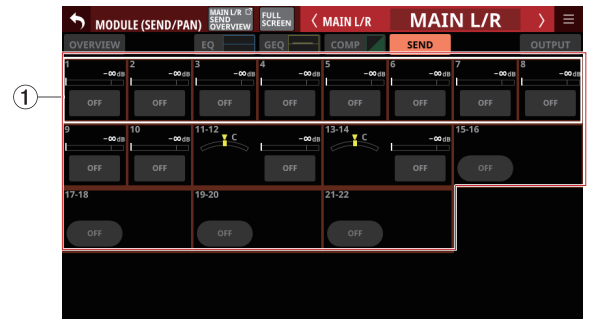 MODULE (SEND/PAN) MAIN L/R SEND OVERVIEW FULL SCREEN MAIN L/R MAIN L/R
OVERVIEW EQ GEQ COMP SEND OUTPUT
1 2 3 4 5 6 7 8
-∞dB -∞dB -∞dB -∞dB -∞dB -∞dB -∞dB -∞dB
OFF OFF OFF OFF OFF OFF OFF OFF
1
9 10 11-12 13-14 15-16
-∞dB -∞dB C -∞dB C -∞dB
OFF OFF OFF OFF OFF
17-18 19-20 21-22
OFF OFF OFF